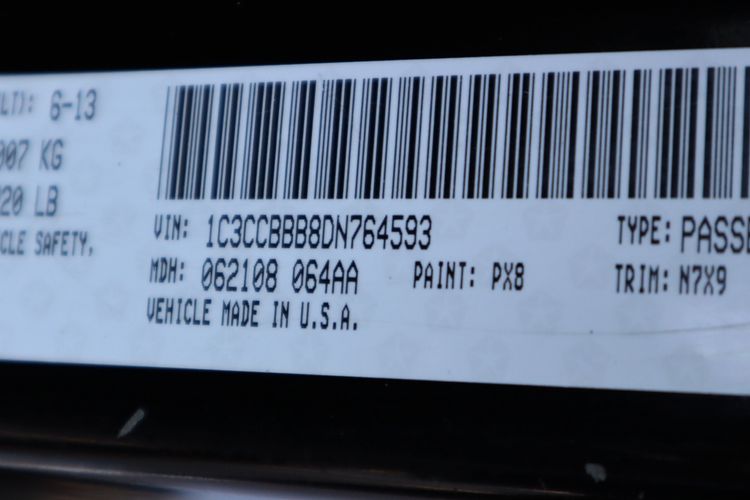 6-13
KG
LB
SAFETY.
VIN: 1C3CCBBB8DN764593 TYPE:
MDH: 062108 064AA PAINT: PX8 TRIM: N7X9
VEHICLE MADE IN U.S.A.